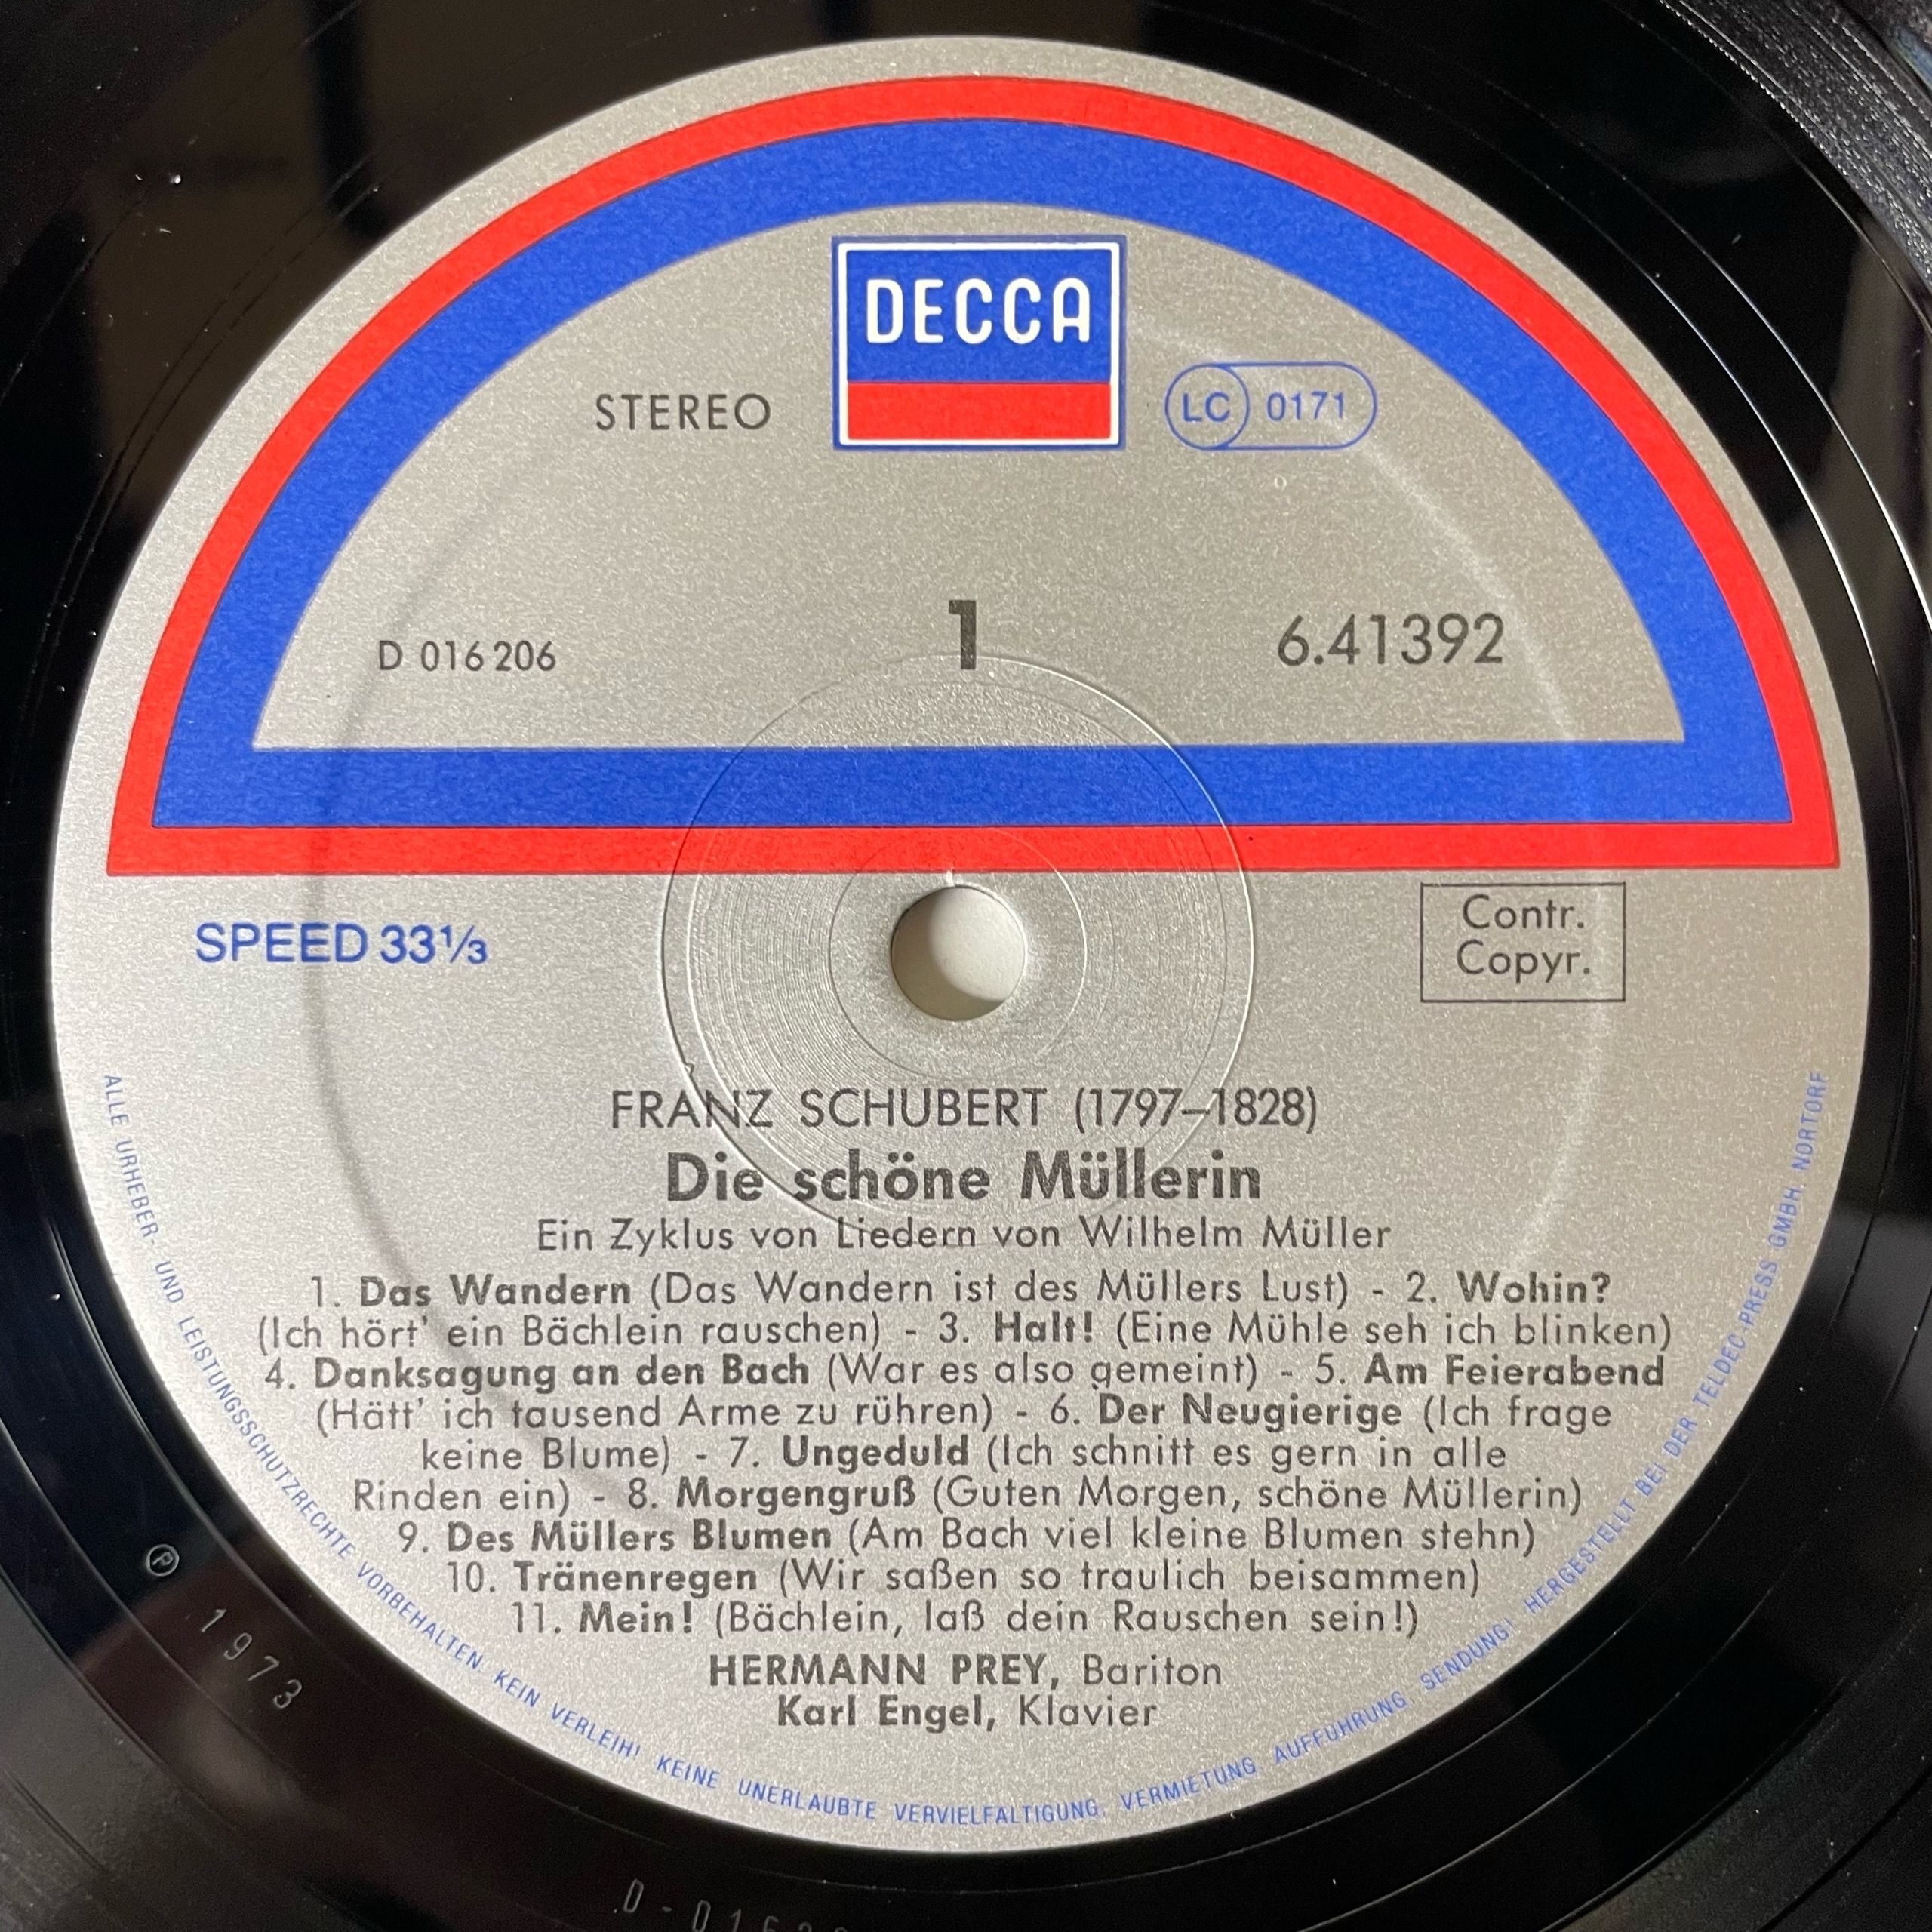 DECCA
STEREO
LC 0171
D 016 206
1
6.41392
SPEED 33⅓
Contr.
Copyr.
FRANZ SCHUBERT (1797–1828)
Die schöne Müllerin
Ein Zyklus von Liedern von Wilhelm Müller
1. Das Wandern (Das Wandern ist des Müllers Lust) - 2. Wohin?
(Ich hört' ein Bächlein rauschen) - 3. Halt! (Eine Mühle seh ich blinken)
4. Danksagung an den Bach (War es also gemeint) - 5. Am Feierabend
(Hätt' ich tausend Arme zu rühren) - 6. Der Neugierige (Ich frage
keine Blume) - 7. Ungeduld (Ich schnitt es gern in alle
Rinden ein) - 8. Morgengruß (Guten Morgen, schöne Müllerin)
9. Des Müllers Blumen (Am Bach viel kleine Blumen stehn)
10. Tränenregen (Wir saßen so traulich beisammen)
11. Mein! (Bächlein, laß dein Rauschen sein!)
HERMANN PREY, Bariton
Karl Engel, Klavier
ALLE URHEBER- UND LEISTUNGSSCHUTZRECHTE VORBEHALTEN KEIN VERLEIH! KEINE UNERLAUBTE VERVIELFÄLTIGUNG, VERMIETUNG, AUFFÜHRUNG, SENDUNG! HERGESTELLT BEI DER TELDEC-PRESS GMBH. NORTORF
℗ 1973